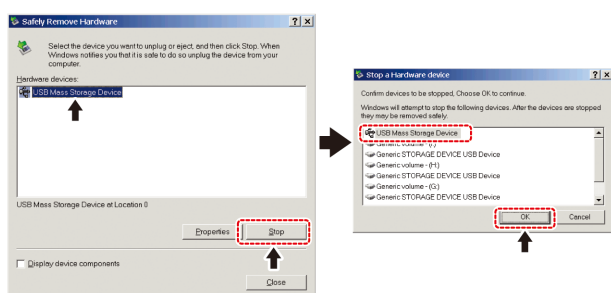 Safely Remove Hardware
Select the device you want to unplug or eject, and then click Stop. When
Windows notifies you that it is safe to do so unplug the device from your
computer.
Hardware devices:
USB Mass Storage Device
USB Mass Storage Device at Location 0
Properties
Stop
Display device components
Close
Stop a Hardware device
Confirm devices to be stopped, Choose OK to continue.
Windows will attempt to stop the following devices. After the devices are stopped
they may be removed safely.
USB Mass Storage Device
Generic volume - (I:)
Generic STORAGE DEVICE USB Device
Generic volume - (H:)
Generic STORAGE DEVICE USB Device
Generic volume - (G:)
Generic STORAGE DEVICE USB Device
OK
Cancel